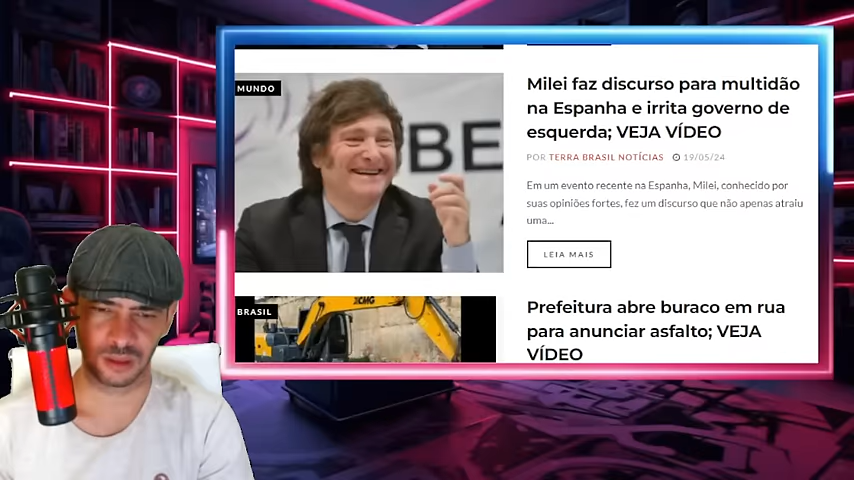 MUNDO
BE
Milei faz discurso para multidão
na Espanha e irrita governo de
esquerda; VEJA VÍDEO
POR TERRA BRASIL NOTÍCIAS 19/05/24
Em um evento recente na Espanha, Milei, conhecido por
suas opiniões fortes, fez um discurso que não apenas atraiu
uma...
LEIA MAIS
BRASIL
CMG
Prefeitura abre buraco em rua
para anunciar asfalto; VEJA
VÍDEO